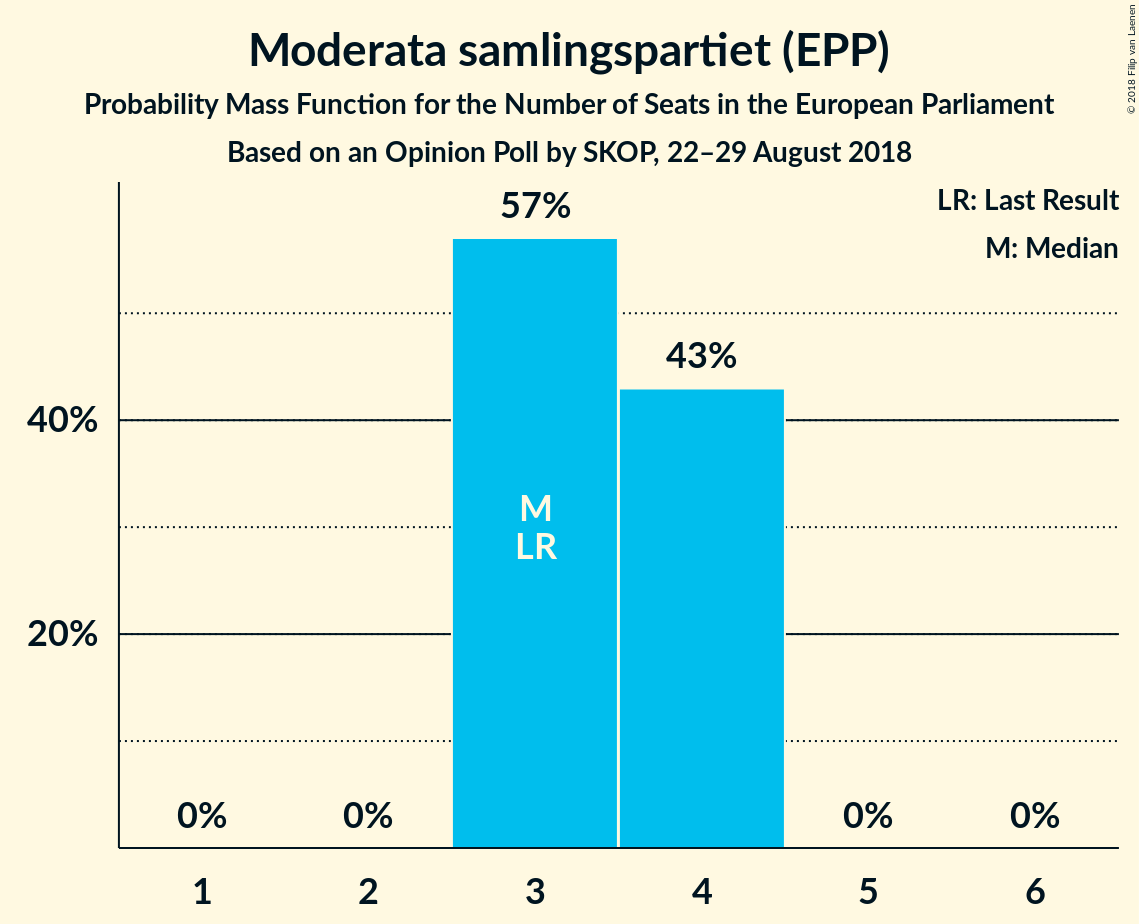 Moderata samlingspartiet (EPP)
Probability Mass Function for the Number of Seats in the European Parliament
Based on an Opinion Poll by SKOP, 22–29 August 2018
© 2018 Filip van Laenen
LR: Last Result
M: Median
57%
43%
40%
20%
M
LR
0% 0% 0% 0%
1 2 3 4 5 6